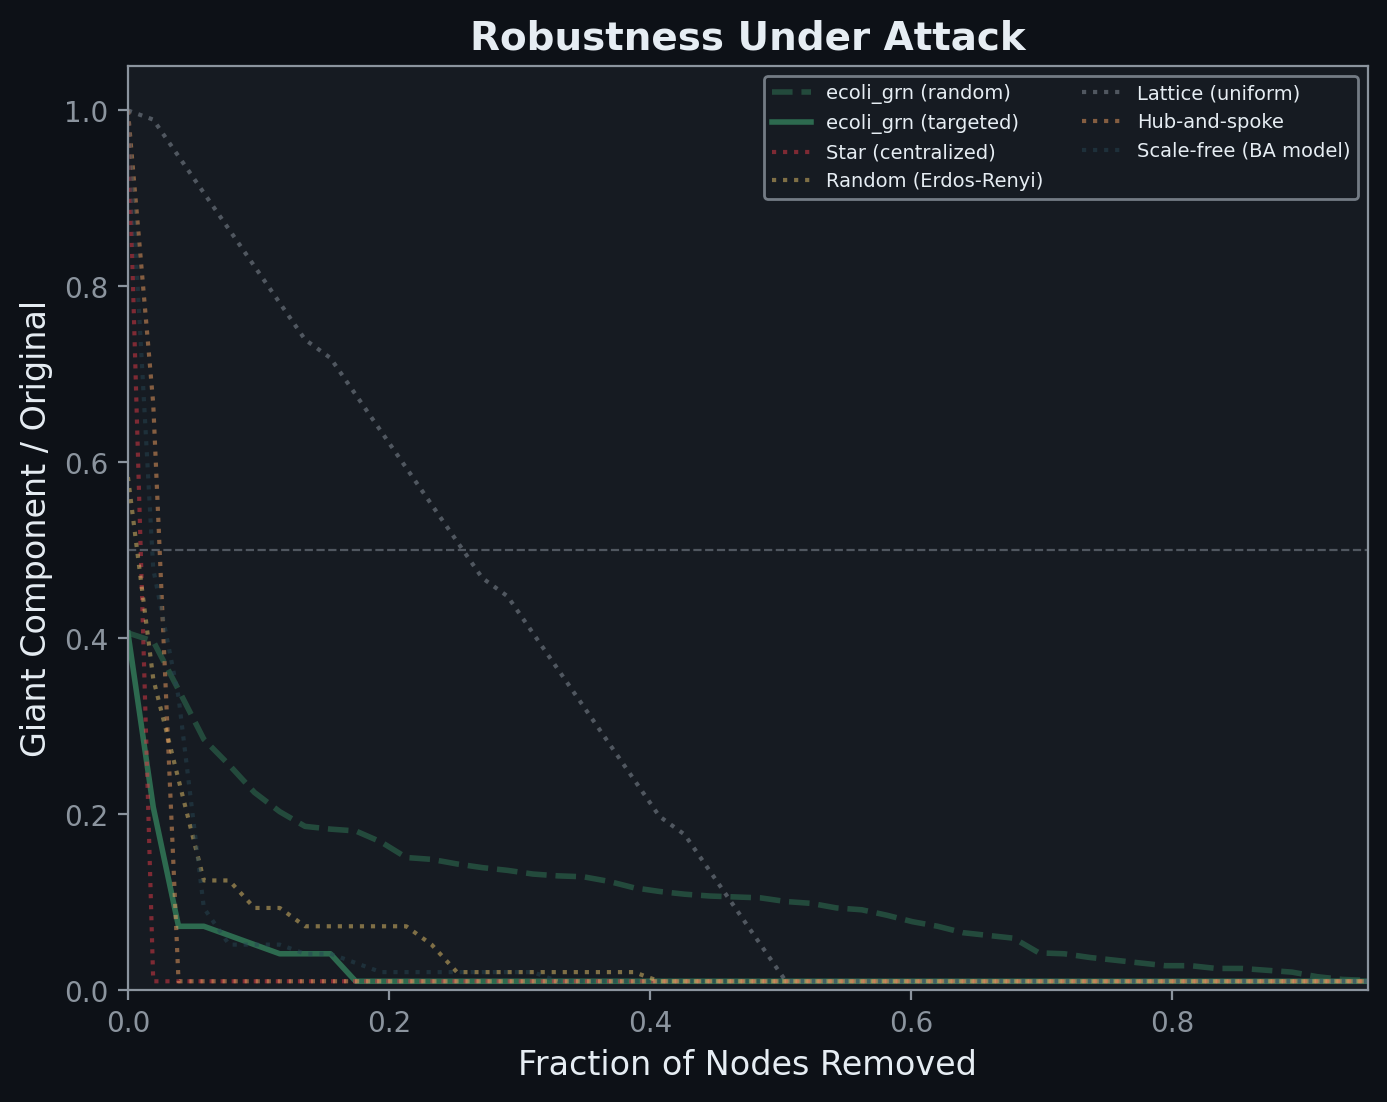 Robustness Under Attack
ecoli_grn (random)
ecoli_grn (targeted)
Star (centralized)
Random (Erdos-Renyi)
Lattice (uniform)
Hub-and-spoke
Scale-free (BA model)
Giant Component / Original
1.0
0.8
0.6
0.4
0.2
0.0
0.0 0.2 0.4 0.6 0.8
Fraction of Nodes Removed